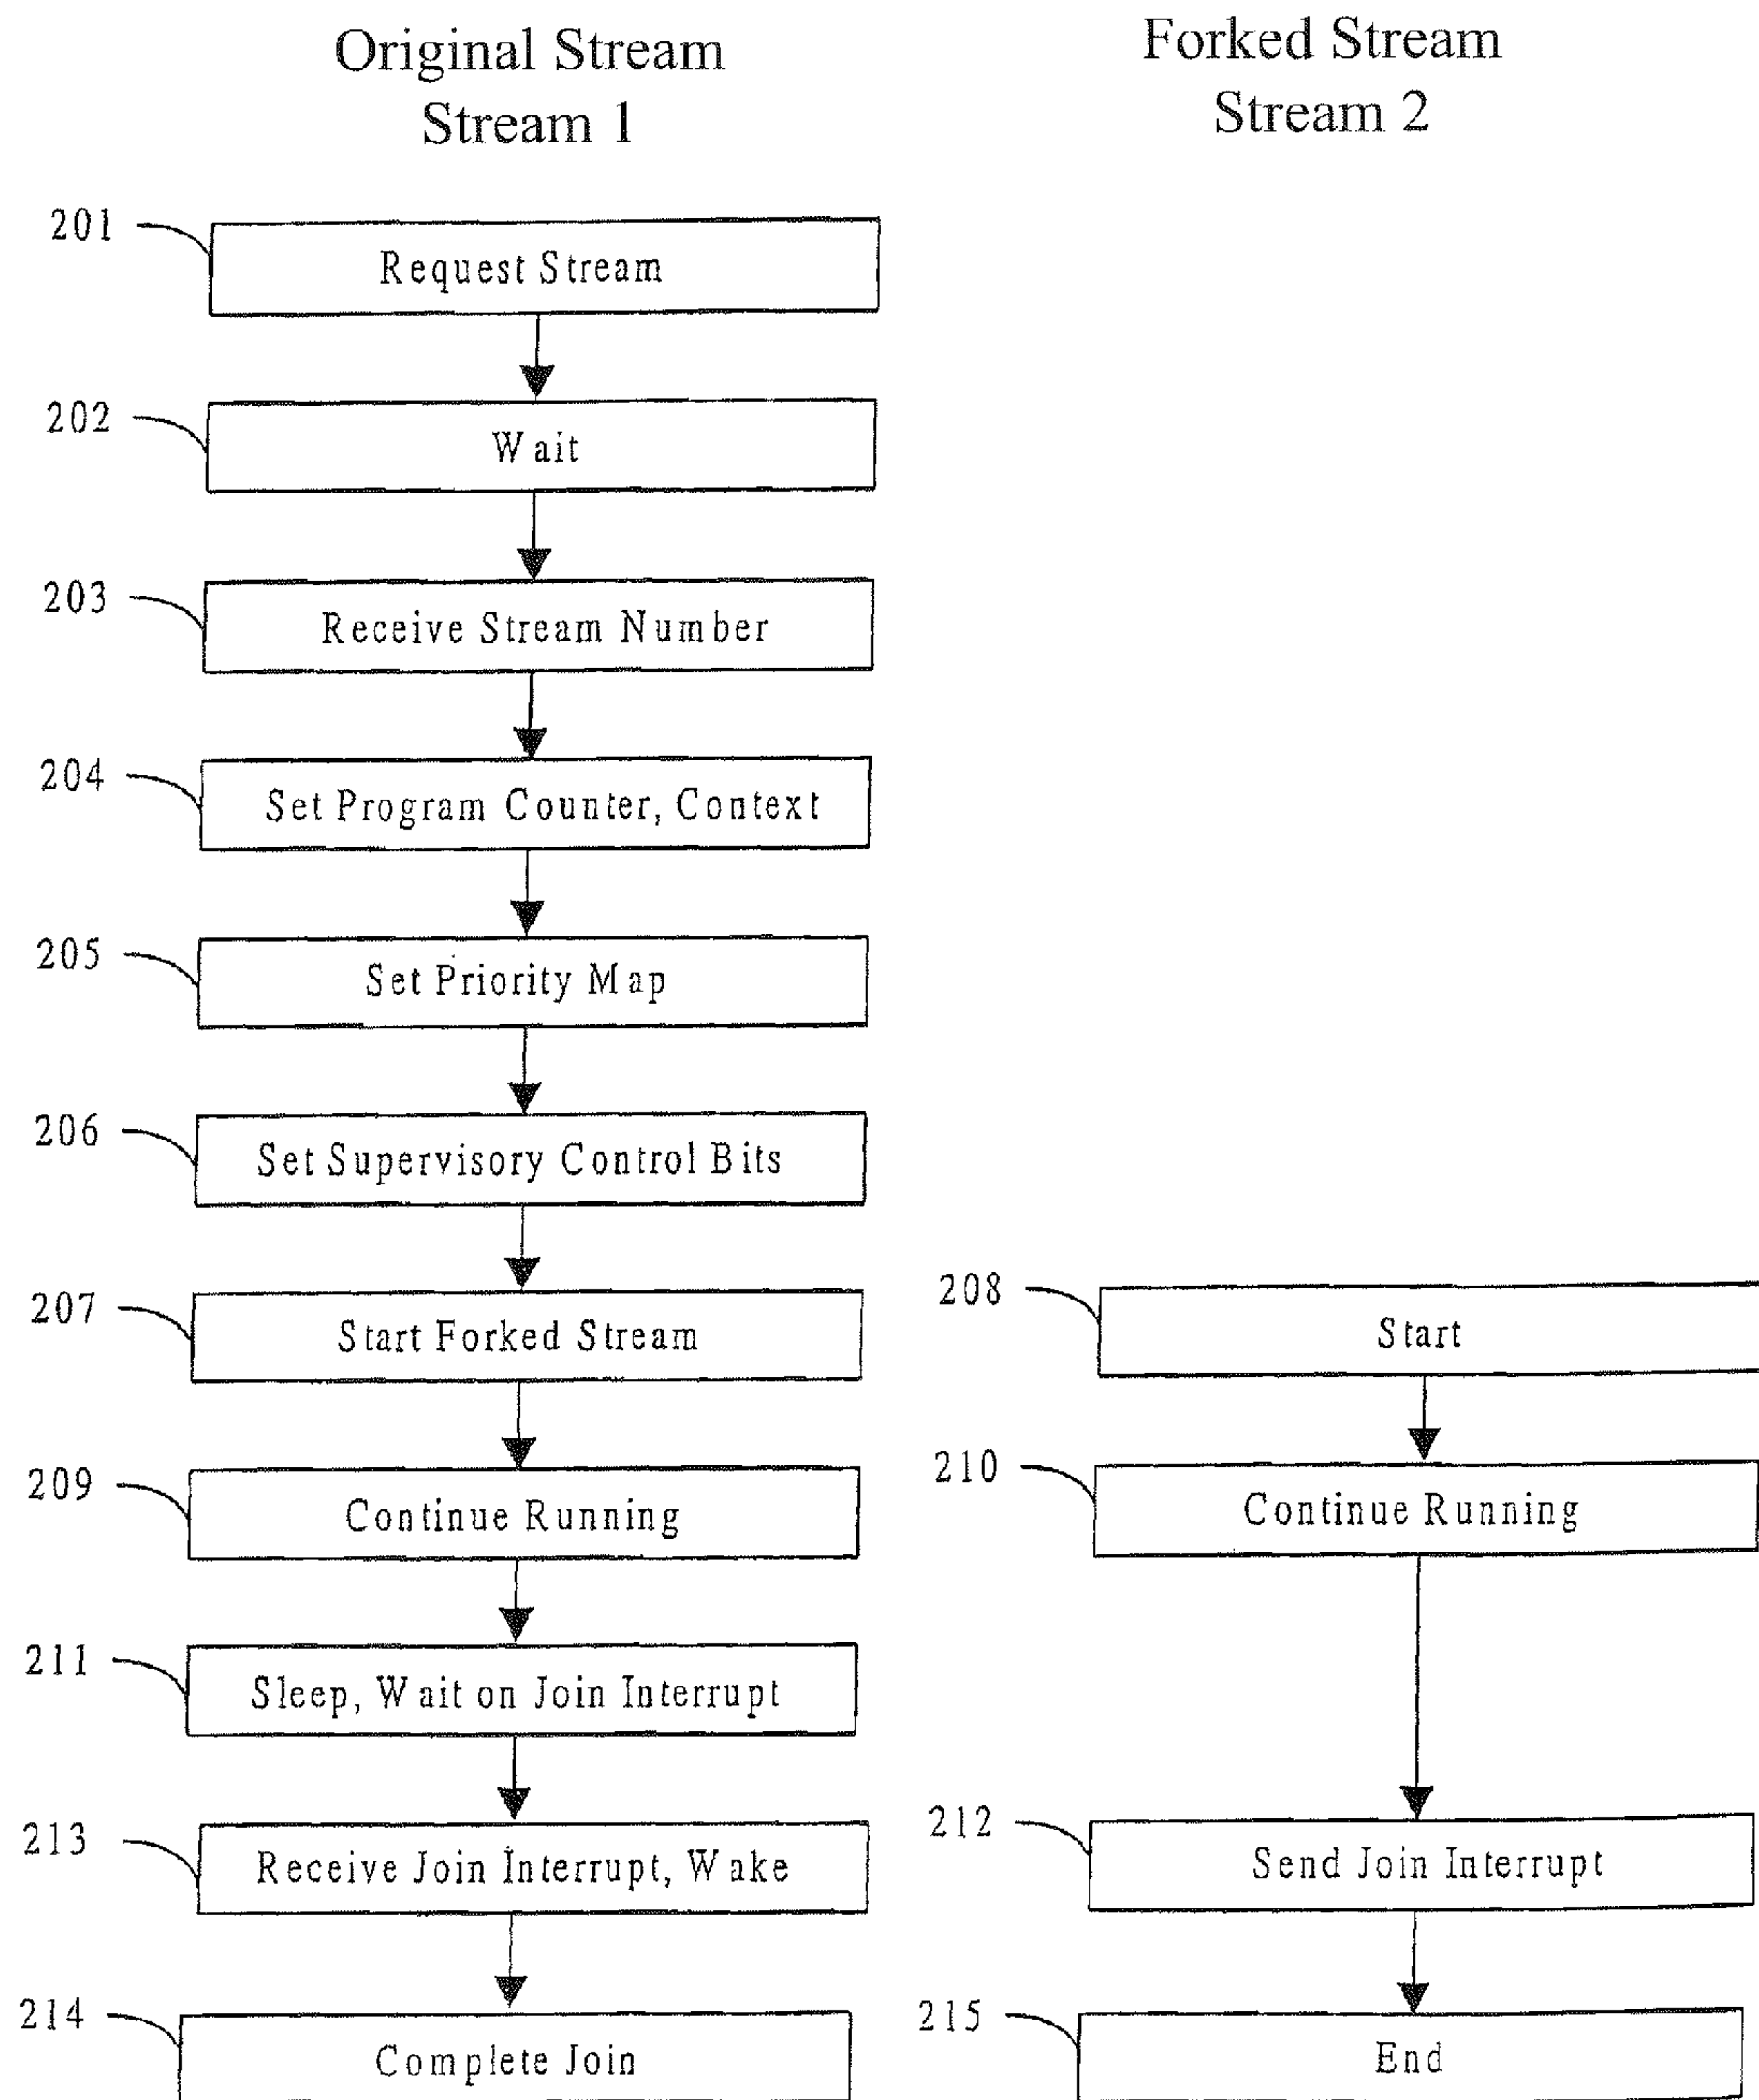 Original Stream
Stream 1
Forked Stream
Stream 2
201
Request Stream
202
Wait
203
Receive Stream Number
204
Set Program Counter, Context
205
Set Priority Map
206
Set Supervisory Control Bits
207
Start Forked Stream
208
Start
209
Continue Running
210
Continue Running
211
Sleep, Wait on Join Interrupt
212
Send Join Interrupt
213
Receive Join Interrupt, Wake
214
Complete Join
215
End